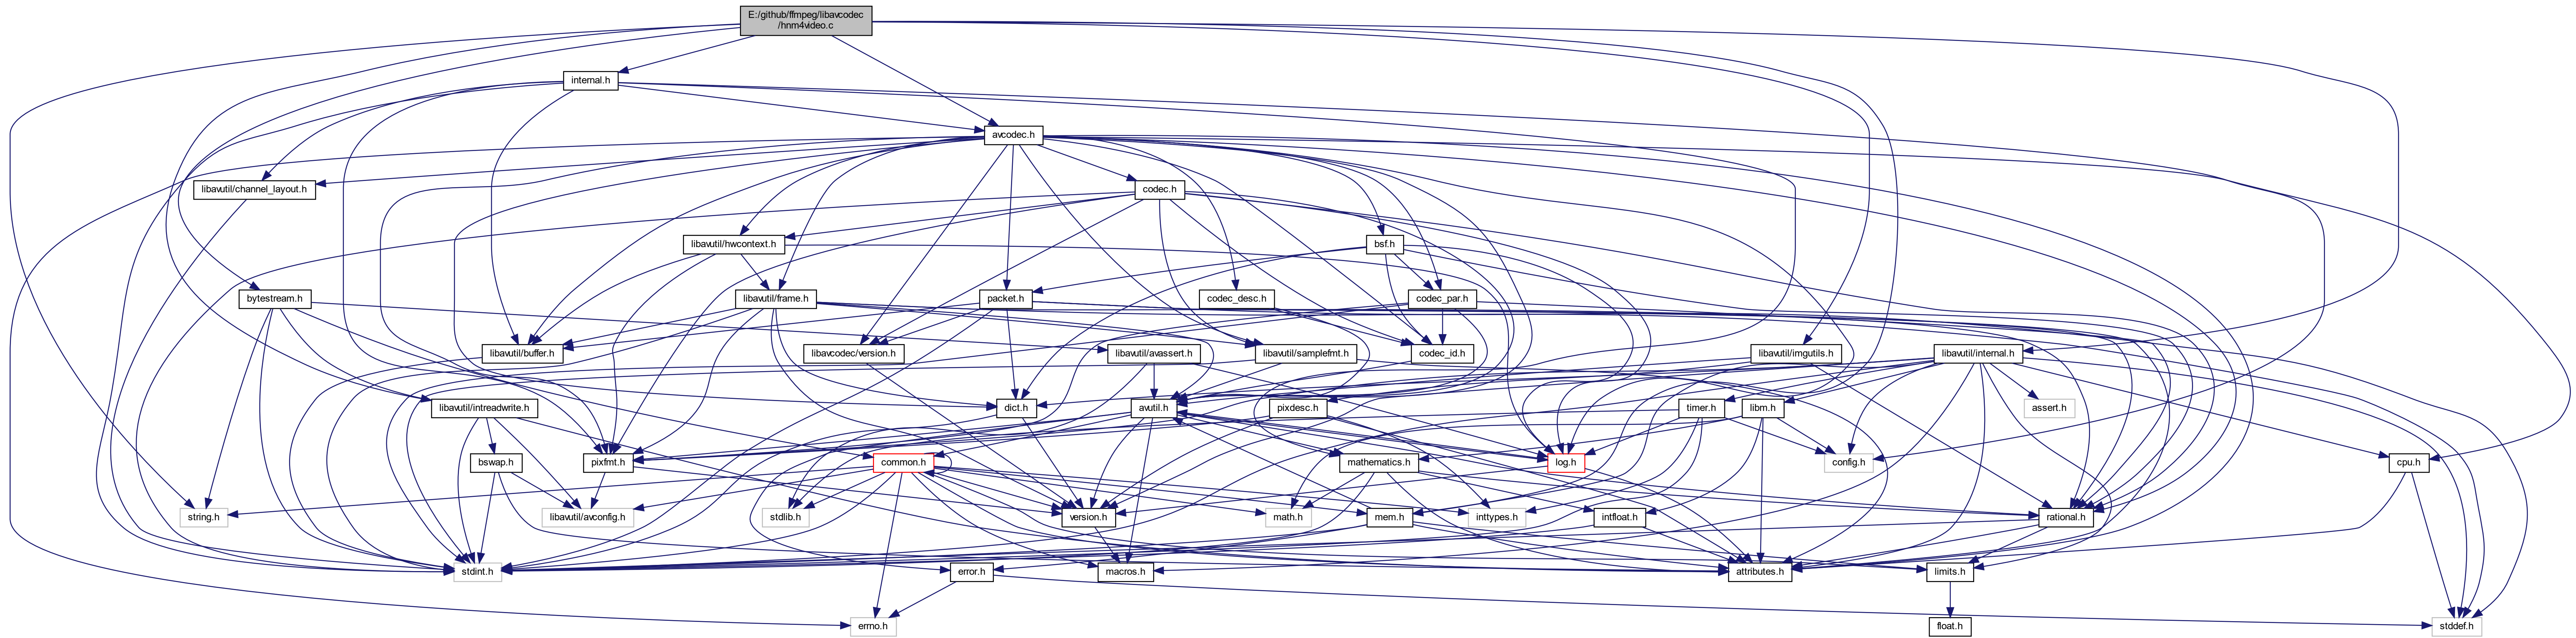 E:/github/ffmpeg/libavcodec
/hnm4video.c
internal.h
avcodec.h
libavutil/channel_layout.h
codec.h
libavutil/hwcontext.h
bsf.h
bytestream.h
libavutil/frame.h
packet.h
codec_desc.h
codec_par.h
libavutil/buffer.h
libavcodec/version.h
libavutil/avassert.h
libavutil/samplefmt.h
codec_id.h
libavutil/imgutils.h
libavutil/internal.h
libavutil/intreadwrite.h
dict.h
avutil.h
pixdesc.h
timer.h
libm.h
assert.h
bswap.h
pixfmt.h
common.h
mathematics.h
log.h
config.h
cpu.h
string.h
libavutil/avconfig.h
stdlib.h
version.h
math.h
mem.h
inttypes.h
intfloat.h
rational.h
stdint.h
error.h
macros.h
attributes.h
limits.h
errno.h
float.h
stddef.h